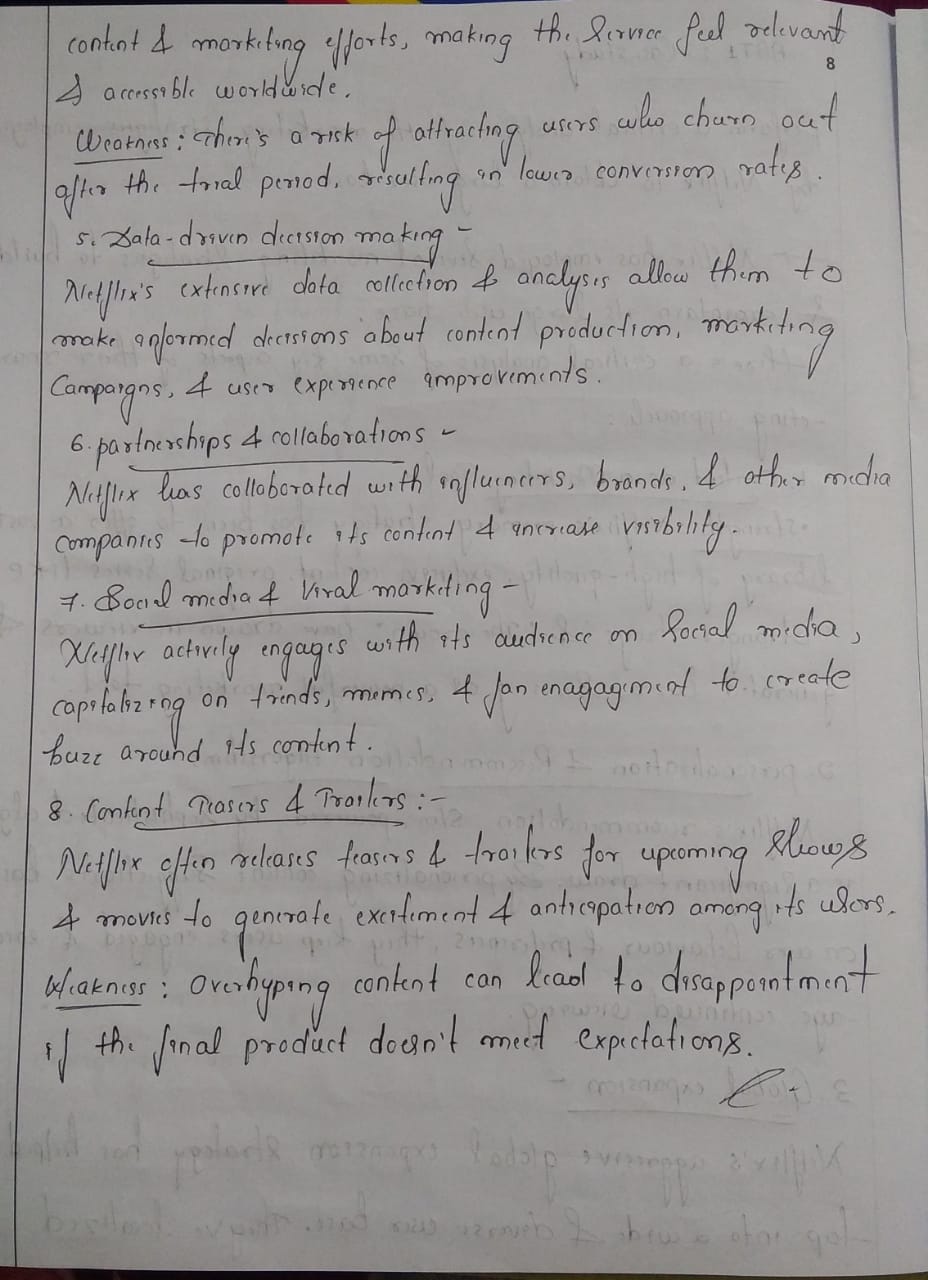 content & marketing efforts, making the service feel relevant
8
& accessible worldwide.
Weakness: There's a risk of attracting users who churn out
after the trial period, resulting in lower conversion rates.
5. Data-driven decision making -
Netflix's extensive data collection & analysis allow them to
make informed decisions about content production, marketing
Campaigns, & user experience improvements.
6. partnerships & collaborations -
Netflix has collaborated with influencers, brands, & other media
companies to promote its content & increase visibility.
7. Social media & Viral marketing -
Netflix actively engages with its audience on Social media,
capitalizing on trends, memes, & fan enagagement to create
buzz around its content.
8. Content Teasers & Trailers :-
Netflix often releases teasers & trailers for upcoming Shows
& movies to generate excitement & anticipation among its users.
Weakness : Overhyping content can lead to disappointment
if the final product doesn't meet expectations.